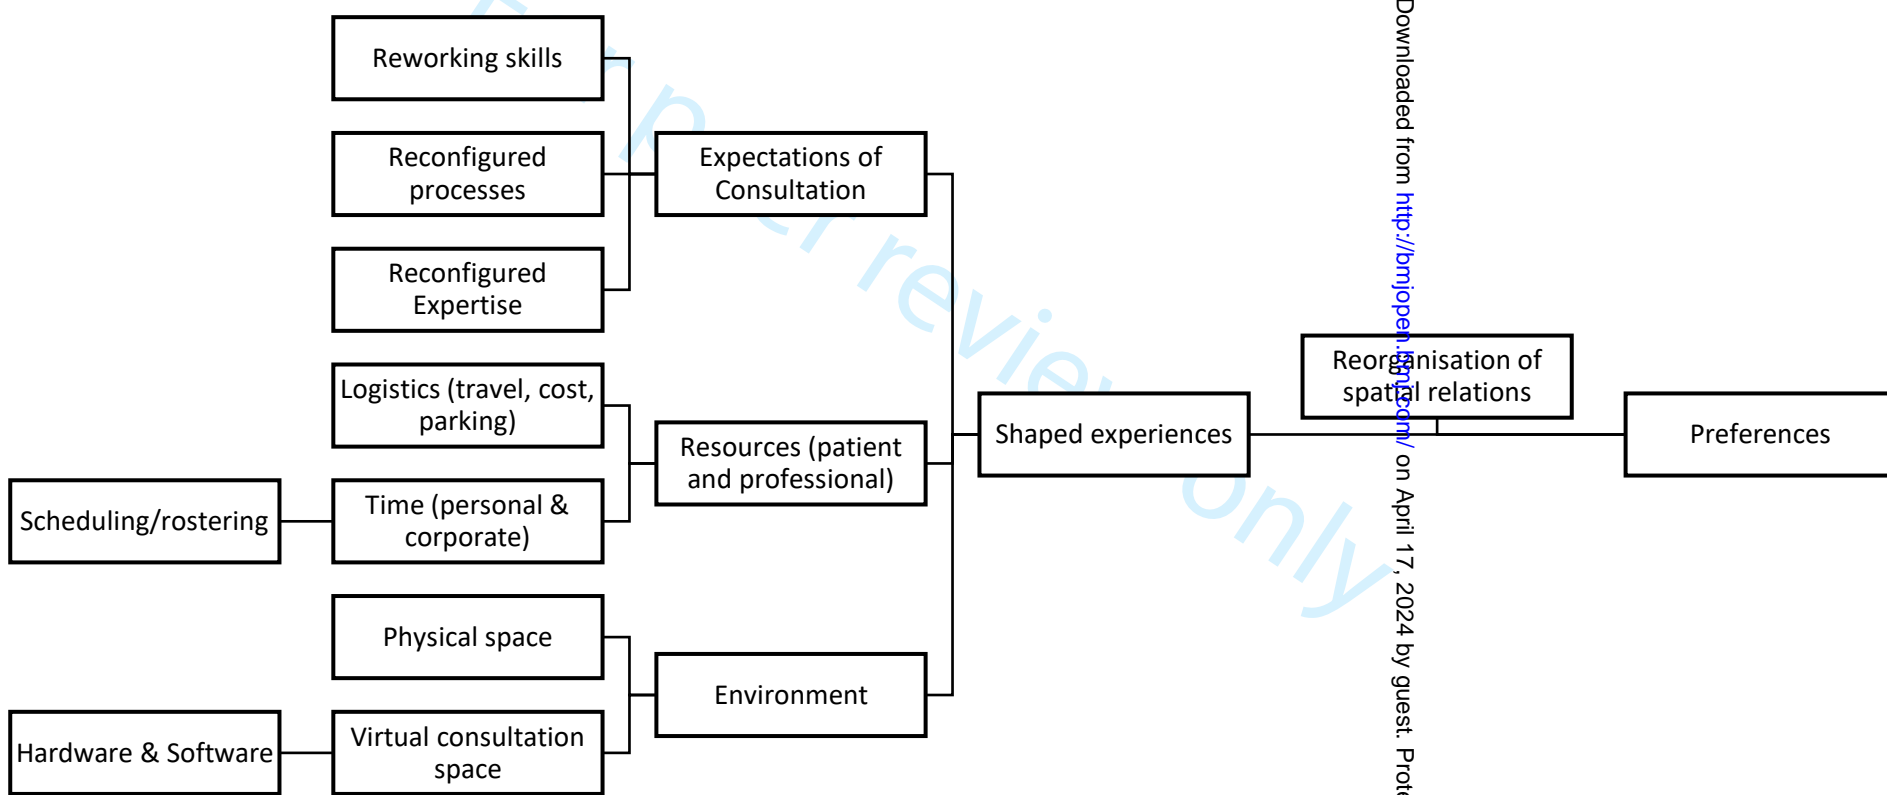 Reworking skills
Reconfigured
processes
Reconfigured
Expertise
Logistics (travel, cost,
parking)
Time (personal &
corporate)
Scheduling/rostering
Physical space
Virtual consultation
space
Hardware & Software
Expectations of
Consultation
Resources (patient
and professional)
Environment
Shaped experiences
Reorganisation of
spatial relations
Preferences
r review only
Downloaded from http://bmjopen.bmj.com/ on April 17, 2024 by guest.